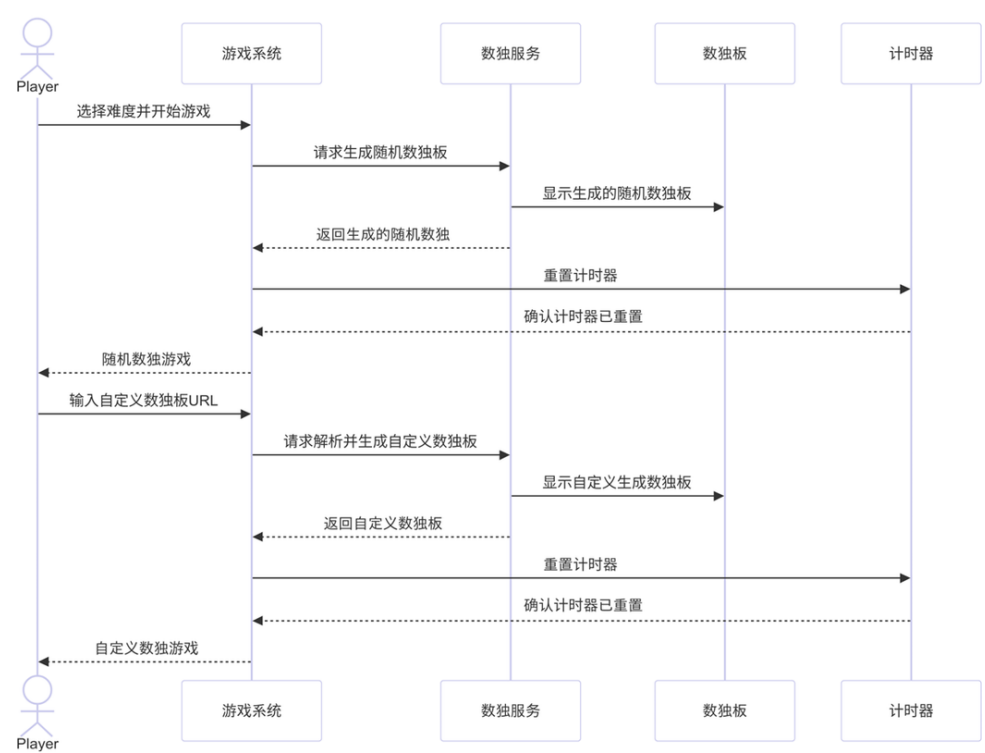 Player
游戏系统
数独服务
数独板
计时器
选择难度并开始游戏
请求生成随机数独板
显示生成的随机数独板
返回生成的随机数独
重置计时器
确认计时器已重置
随机数独游戏
输入自定义数独板URL
请求解析并生成自定义数独板
显示自定义生成数独板
返回自定义数独板
重置计时器
确认计时器已重置
自定义数独游戏
Player
游戏系统
数独服务
数独板
计时器